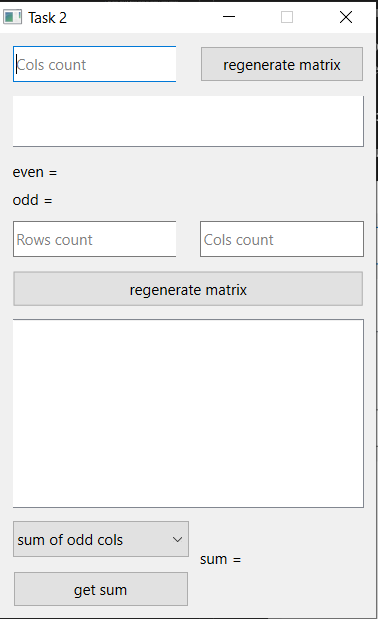 Task 2
Cols count regenerate matrix
even =
odd =
Rows count Cols count
regenerate matrix
sum of odd cols
sum =
get sum